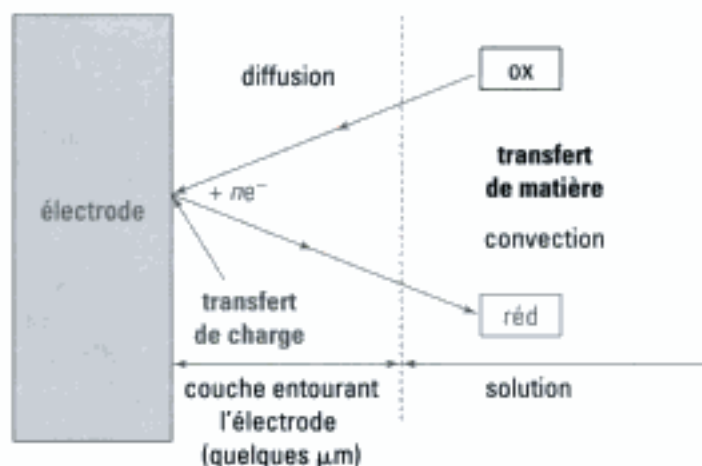 diffusion
ox
transfert
de matière
+ ne⁻
électrode
convection
transfert
de charge
réd
couche entourant
l'électrode
(quelques µm)
solution